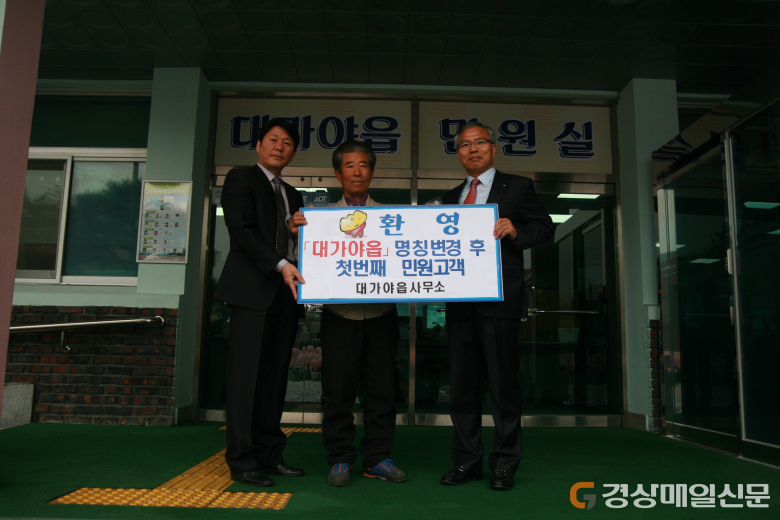 대가야읍 민원실
환 영
「대가야읍」 명칭변경 후
첫번째 민원고객
대가야읍사무소
ADT
경상매일신문